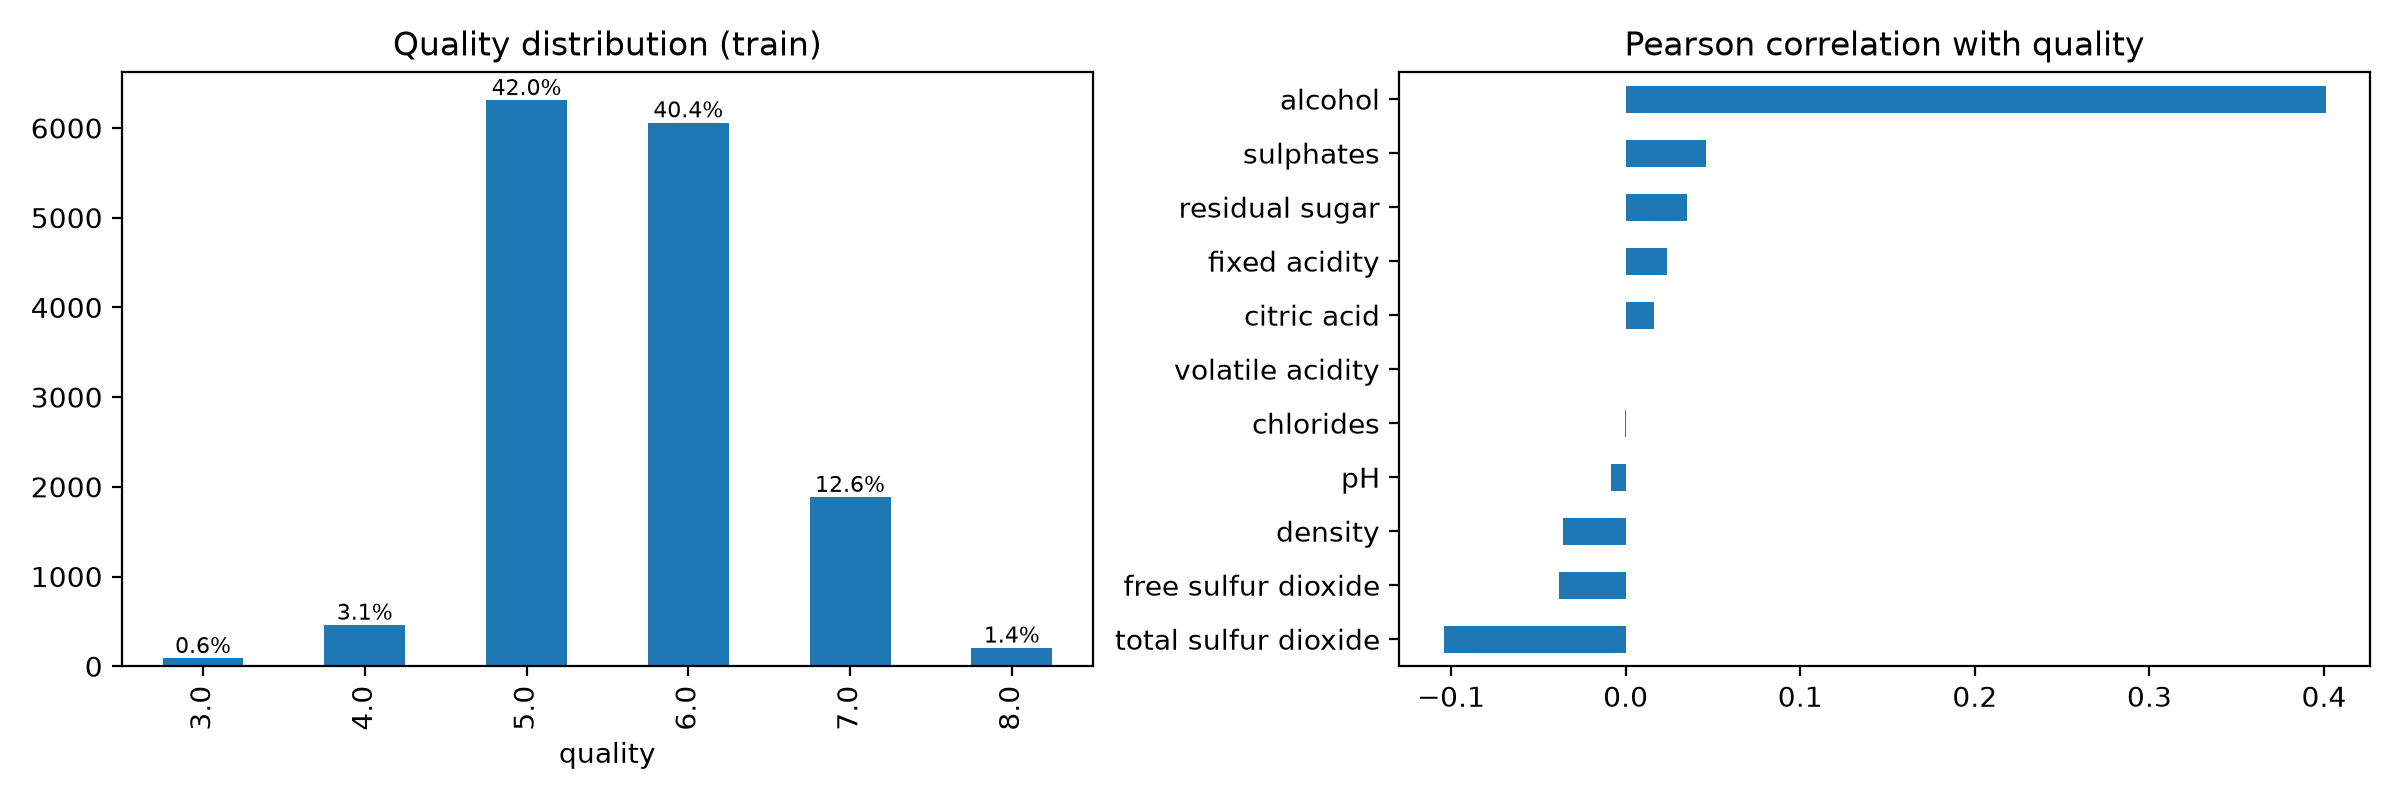 Quality distribution (train)
6000
5000
4000
3000
2000
1000
0
0.6%
3.1%
42.0%
40.4%
12.6%
1.4%
3.0
4.0
5.0
6.0
7.0
8.0
quality
Pearson correlation with quality
alcohol
sulphates
residual sugar
fixed acidity
citric acid
volatile acidity
chlorides
pH
density
free sulfur dioxide
total sulfur dioxide
−0.1
0.0
0.1
0.2
0.3
0.4